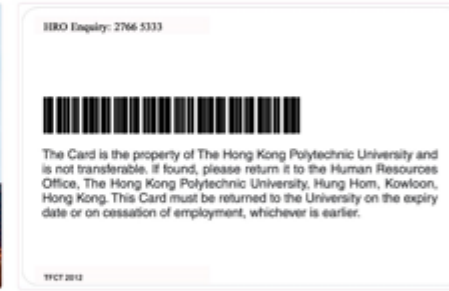 HRO Enquiry: 2766 5333
The Card is the property of The Hong Kong Polytechnic University and
is not transferable. If found, please return it to the Human Resources
Office, The Hong Kong Polytechnic University, Hung Hom, Kowloon,
Hong Kong. This Card must be returned to the University on the expiry
date or on cessation of employment, whichever is earlier.
TFCT 2012